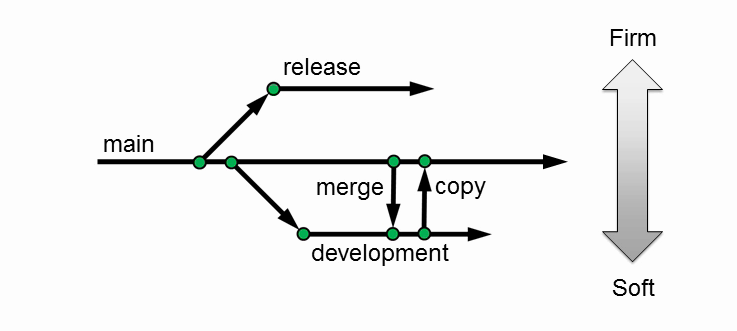 Firm
release
main
merge
copy
development
Soft